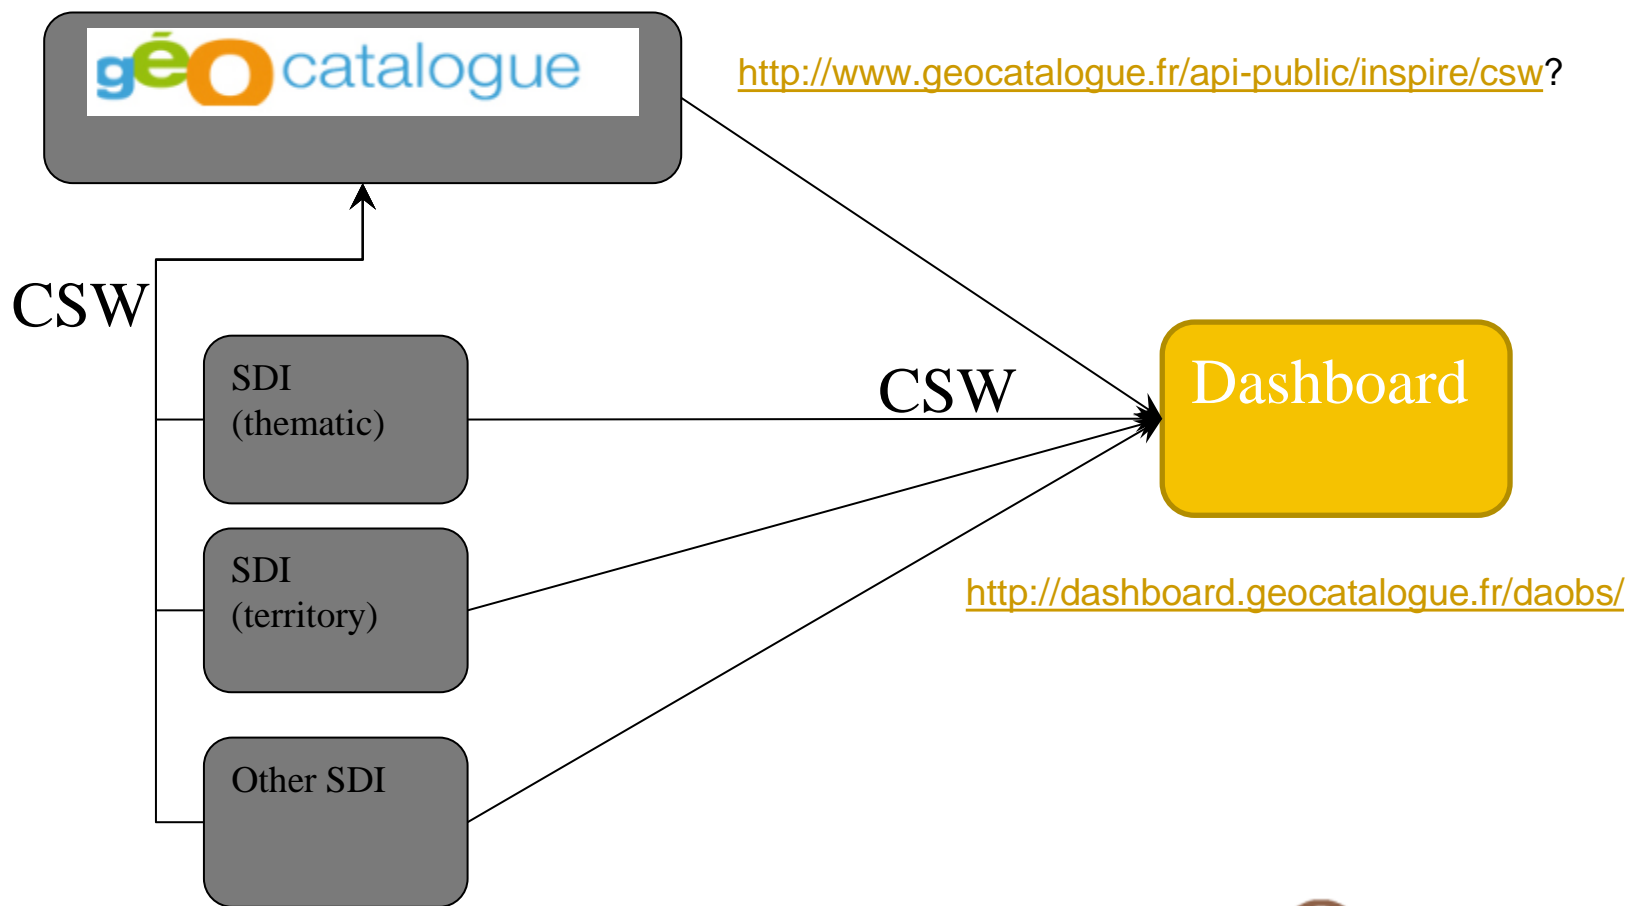 géo catalogue
http://www.geocatalogue.fr/api-public/inspire/csw?
CSW
SDI
(thematic)
CSW
Dashboard
SDI
(territory)
http://dashboard.geocatalogue.fr/daobs/
Other SDI